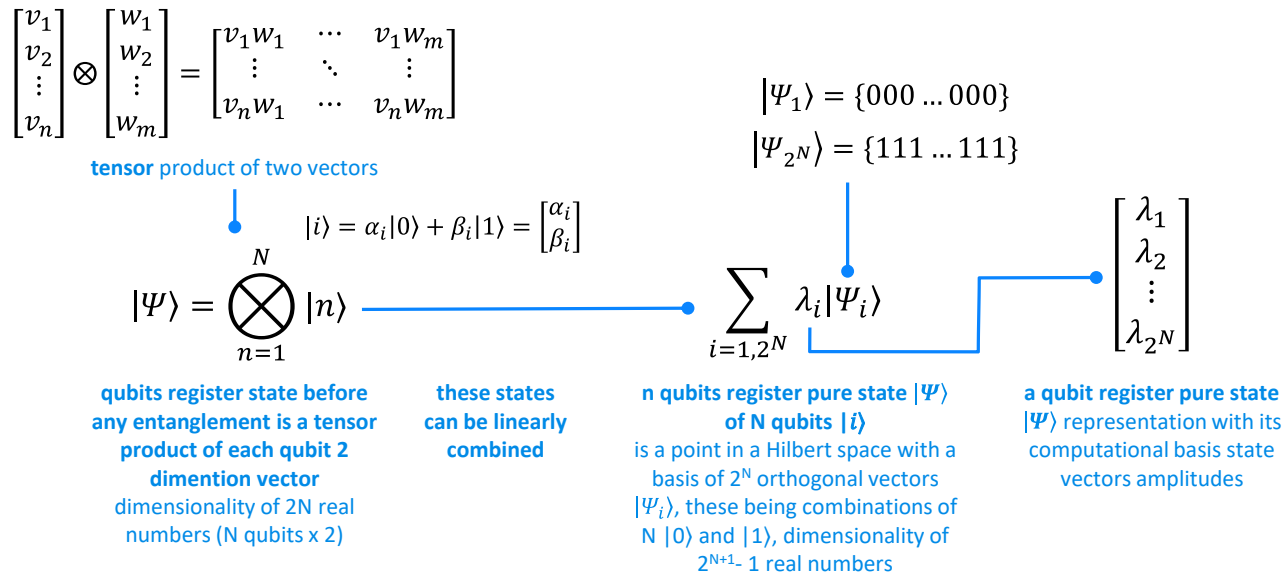 [v₁ v₂ ⋮ vₙ] ⊗ [w₁ w₂ ⋮ wₘ] = [v₁w₁ ⋯ v₁wₘ ⋮ ⋱ ⋮ vₙw₁ ⋯ vₙwₘ]
tensor product of two vectors
|Ψ₁⟩ = {000 … 000}
|Ψ_{2^N}⟩ = {111 … 111}
|i⟩ = αᵢ|0⟩ + βᵢ|1⟩ = [αᵢ βᵢ]
|Ψ⟩ = ⨂_{n=1}^{N} |n⟩
∑_{i=1,2^N} λᵢ|Ψᵢ⟩
[λ₁ λ₂ ⋮ λ_{2^N}]
qubits register state before
any entanglement is a tensor
product of each qubit 2
dimention vector
dimensionality of 2N real
numbers (N qubits x 2)
these states
can be linearly
combined
n qubits register pure state |Ψ⟩
of N qubits |i⟩
is a point in a Hilbert space with a
basis of 2ᴺ orthogonal vectors
|Ψᵢ⟩, these being combinations of
N |0⟩ and |1⟩, dimensionality of
2ᴺ⁺¹- 1 real numbers
a qubit register pure state
|Ψ⟩ representation with its
computational basis state
vectors amplitudes